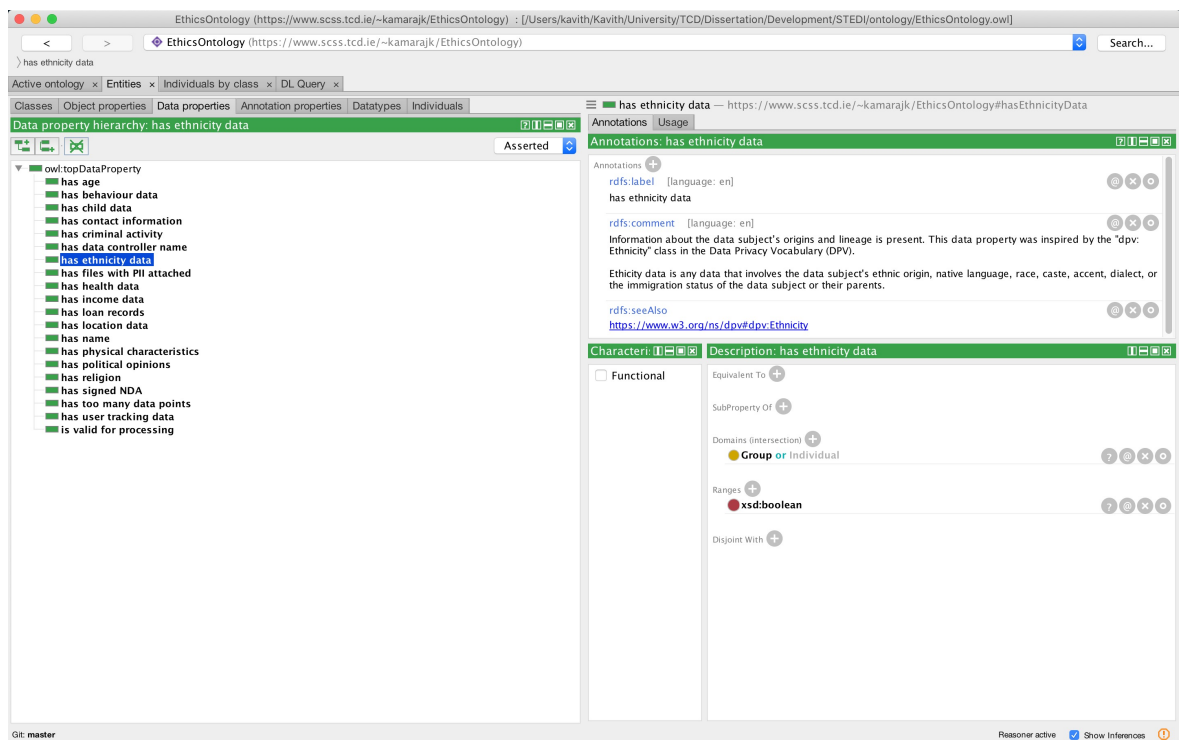 EthicsOntology (https://www.scss.tcd.ie/~kamarajk/EthicsOntology) : [/Users/kavith/Kavith/University/TCD/Dissertation/Development/STEDI/ontology/EthicsOntology.owl]
< > EthicsOntology (https://www.scss.tcd.ie/~kamarajk/EthicsOntology) Search...
〉has ethnicity data
Active ontology × Entities × Individuals by class × DL Query ×
Classes Object properties Data properties Annotation properties Datatypes Individuals
Data property hierarchy: has ethnicity data
Asserted
owl:topDataProperty
has age
has behaviour data
has child data
has contact information
has criminal activity
has data controller name
has ethnicity data
has files with PII attached
has health data
has income data
has loan records
has location data
has name
has physical characteristics
has political opinions
has religion
has signed NDA
has too many data points
has user tracking data
is valid for processing
has ethnicity data — https://www.scss.tcd.ie/~kamarajk/EthicsOntology#hasEthnicityData
Annotations Usage
Annotations: has ethnicity data
Annotations
rdfs:label [language: en]
has ethnicity data
rdfs:comment [language: en]
Information about the data subject's origins and lineage is present. This data property was inspired by the "dpv:
Ethnicity" class in the Data Privacy Vocabulary (DPV).
Ethicity data is any data that involves the data subject's ethnic origin, native language, race, caste, accent, dialect, or
the immigration status of the data subject or their parents.
rdfs:seeAlso
https://www.w3.org/ns/dpv#dpv:Ethnicity
Characteri:
Functional
Description: has ethnicity data
Equivalent To
SubProperty Of
Domains (intersection)
Group or Individual
Ranges
xsd:boolean
Disjoint With
Git: master
Reasoner active Show Inferences